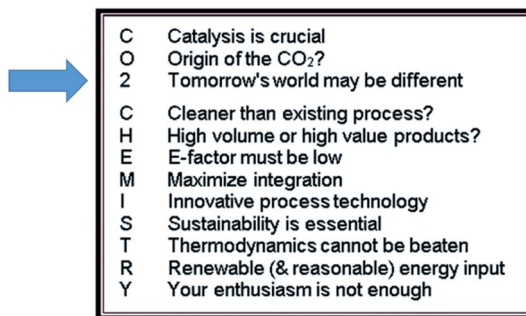 C Catalysis is crucial
O Origin of the CO₂?
2 Tomorrow's world may be different
C Cleaner than existing process?
H High volume or high value products?
E E-factor must be low
M Maximize integration
I Innovative process technology
S Sustainability is essential
T Thermodynamics cannot be beaten
R Renewable (& reasonable) energy input
Y Your enthusiasm is not enough